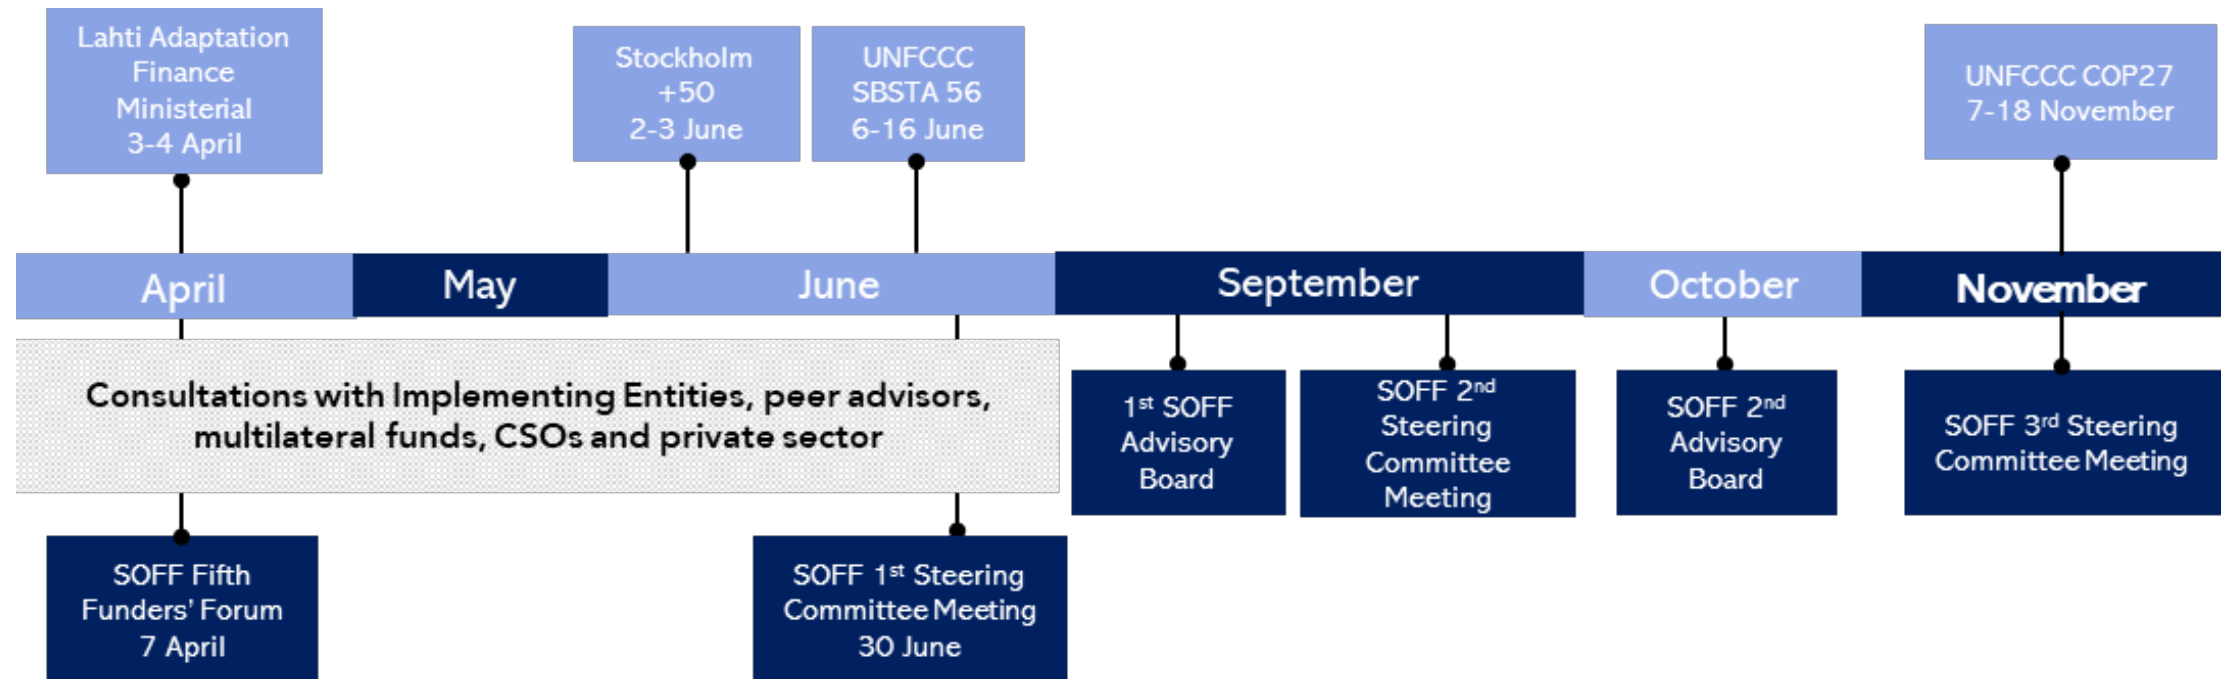 Lahti Adaptation
Finance
Ministerial
3-4 April
Stockholm
+50
2-3 June
UNFCCC
SBSTA 56
6-16 June
UNFCCC COP27
7-18 November
April
May
June
September
October
November
Consultations with Implementing Entities, peer advisors,
multilateral funds, CSOs and private sector
1st SOFF
Advisory
Board
SOFF 2nd
Steering
Committee
Meeting
SOFF 2nd
Advisory
Board
SOFF 3rd Steering
Committee Meeting
SOFF Fifth
Funders' Forum
7 April
SOFF 1st Steering
Committee Meeting
30 June